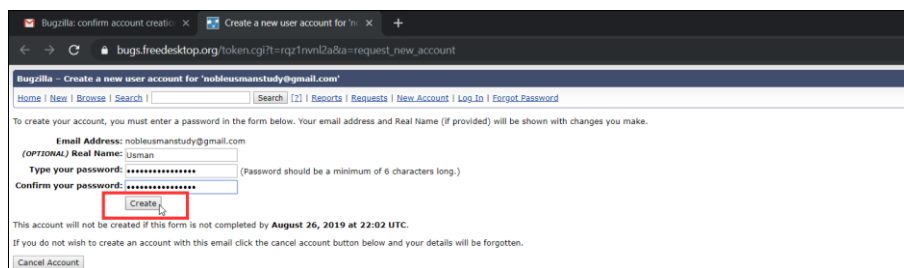 Bugzilla: confirm account creatio
Create a new user account for 'no
bugs.freedesktop.org/token.cgi?t=rqz1nvnl2a&a=request_new_account
Bugzilla – Create a new user account for 'nobleusmanstudy@gmail.com'
Home | New | Browse | Search | Search [?] | Reports | Requests | New Account | Log In | Forgot Password
To create your account, you must enter a password in the form below. Your email address and Real Name (if provided) will be shown with changes you make.
Email Address: nobleusmanstudy@gmail.com
(OPTIONAL) Real Name: Usman
Type your password: •••••••••••••••• (Password should be a minimum of 6 characters long.)
Confirm your password: ••••••••••••••••
Create
This account will not be created if this form is not completed by August 26, 2019 at 22:02 UTC.
If you do not wish to create an account with this email click the cancel account button below and your details will be forgotten.
Cancel Account